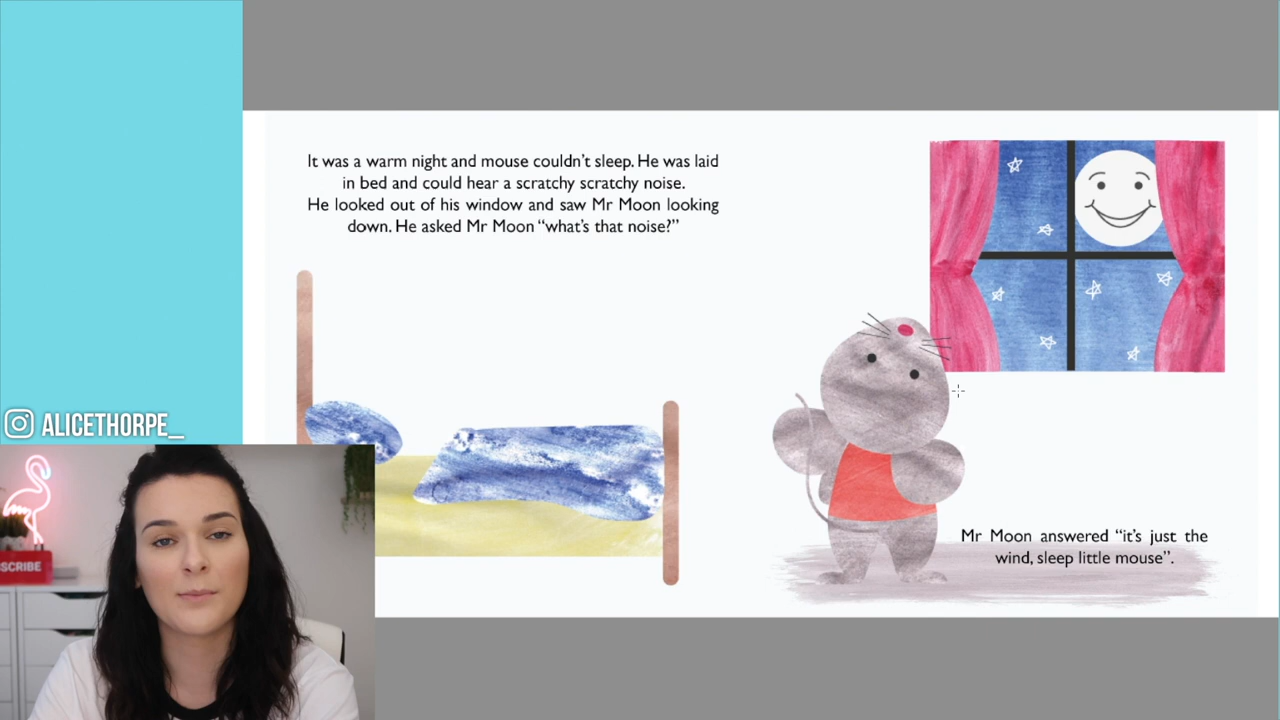 It was a warm night and mouse couldn't sleep. He was laid
in bed and could hear a scratchy scratchy noise.
He looked out of his window and saw Mr Moon looking
down. He asked Mr Moon “what's that noise?”
Mr Moon answered “it's just the
wind, sleep little mouse”.
ALICETHORPE_
SCRIBE